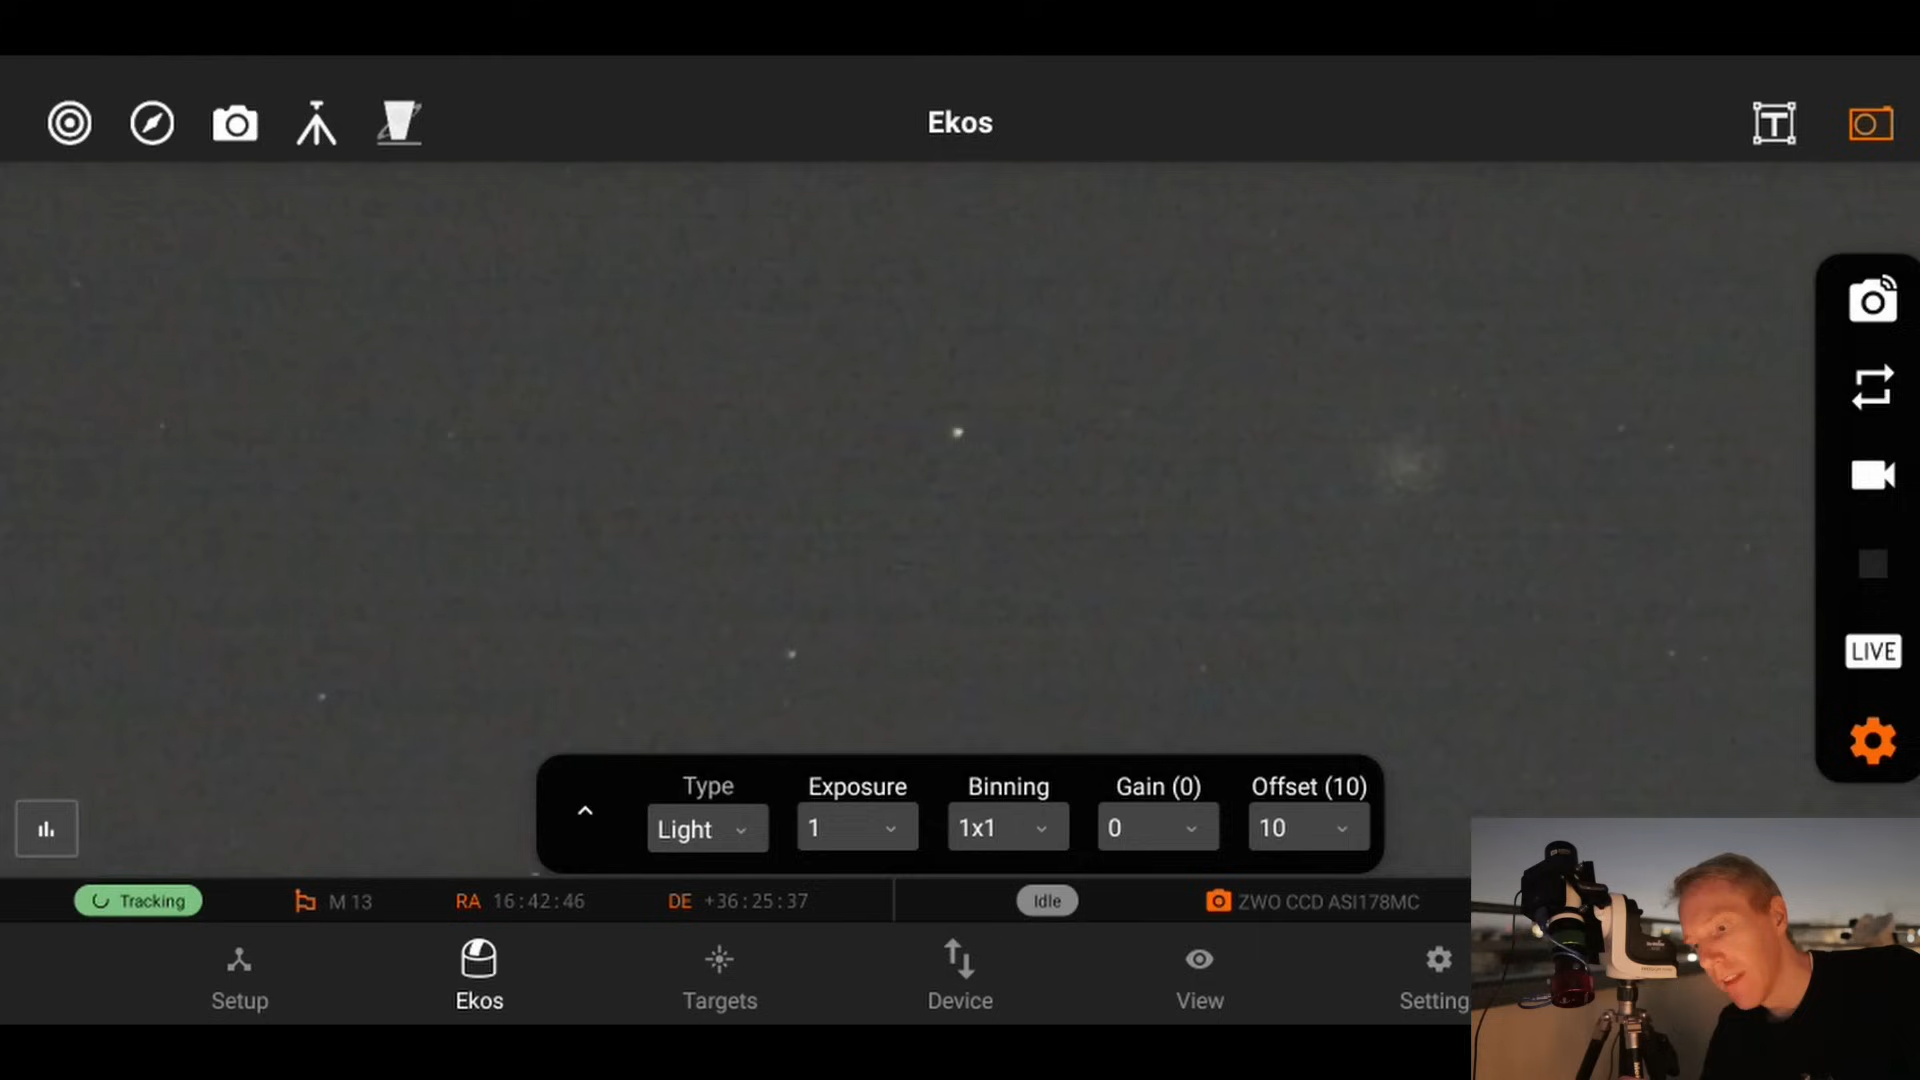 Ekos
LIVE
Type Exposure Binning Gain (0) Offset (10)
Light 1 1x1 0 10
Tracking M 13 RA 16:42:46 DE +36:25:37 Idle ZWO CCD ASI178MC
Setup Ekos Targets Device View Setting